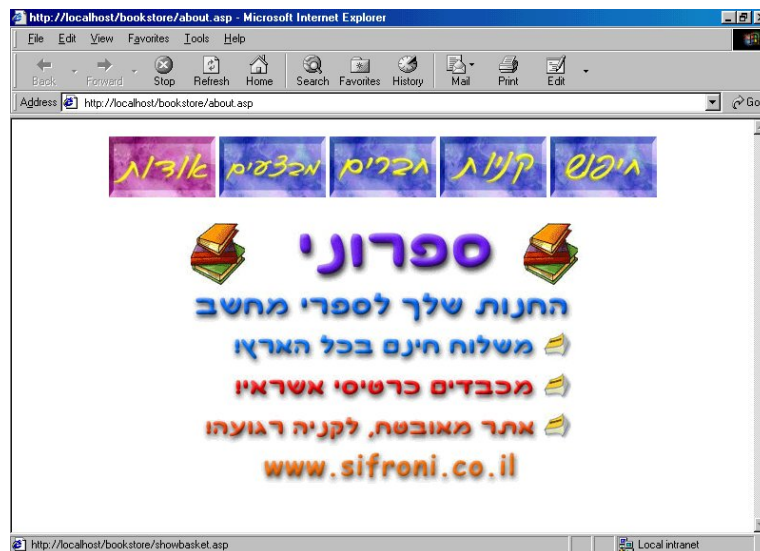 http://localhost/bookstore/about.asp - Microsoft Internet Explorer
File Edit View Favorites Tools Help
Back Forward Stop Refresh Home Search Favorites History Mail Print Edit
Address http://localhost/bookstore/about.asp Go
חיפוש קניות חברים מבצעים אודות
ספרוני
החנות שלך לספרי מחשב
משלוח חינם בכל הארץ!
מכבדים כרטיסי אשראי!
אתר מאובטח, לקניה רגועה!
www.sifroni.co.il
http://localhost/bookstore/showbasket.asp Local intranet